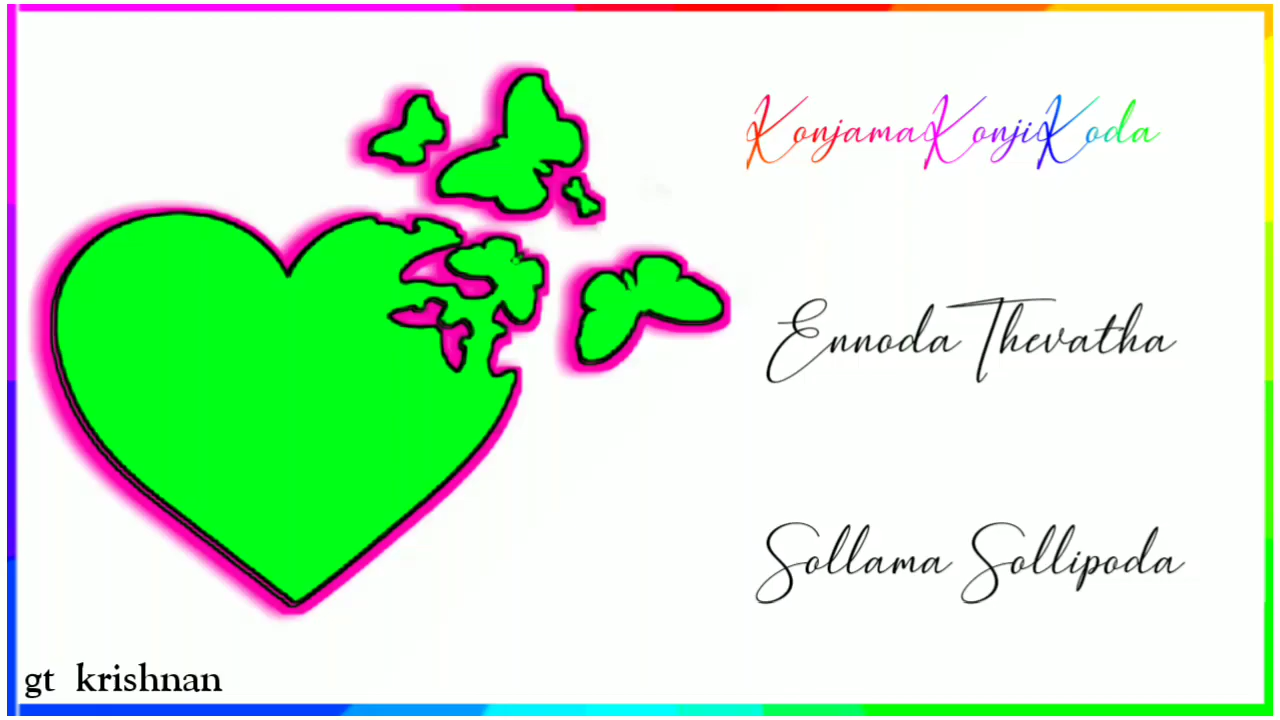 KonjamaKonjiKoda
Ennoda Thevatha
Sollama Sollipoda
gt krishnan